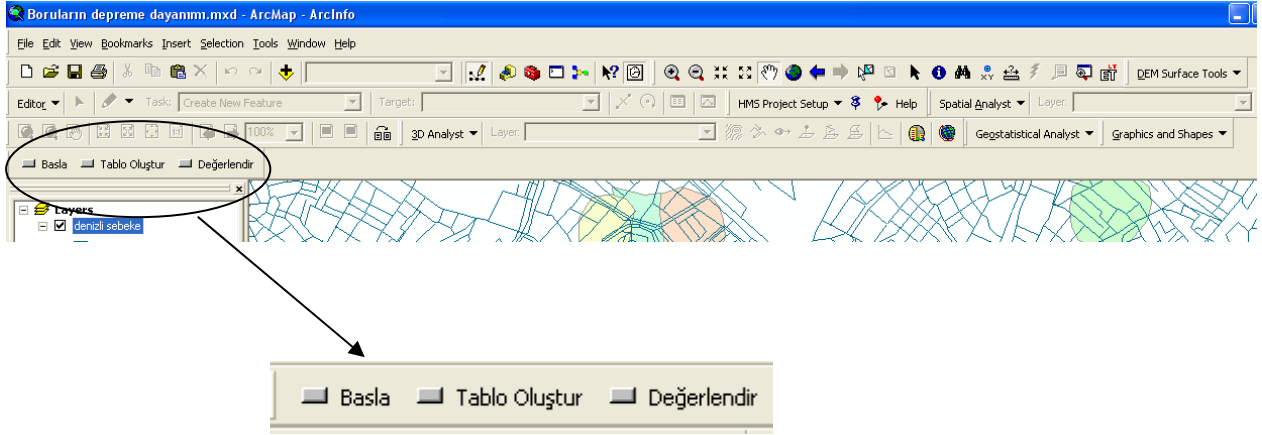 Boruların depreme dayanımı.mxd - ArcMap - ArcInfo
File Edit View Bookmarks Insert Selection Tools Window Help
DEM Surface Tools
Editor Task: Create New Feature Target: HMS Project Setup Help Spatial Analyst Layer:
100% 3D Analyst Layer: Geostatistical Analyst Graphics and Shapes
Basla Tablo Oluştur Değerlendir
Layers
denizli sebeke
Basla Tablo Oluştur Değerlendir